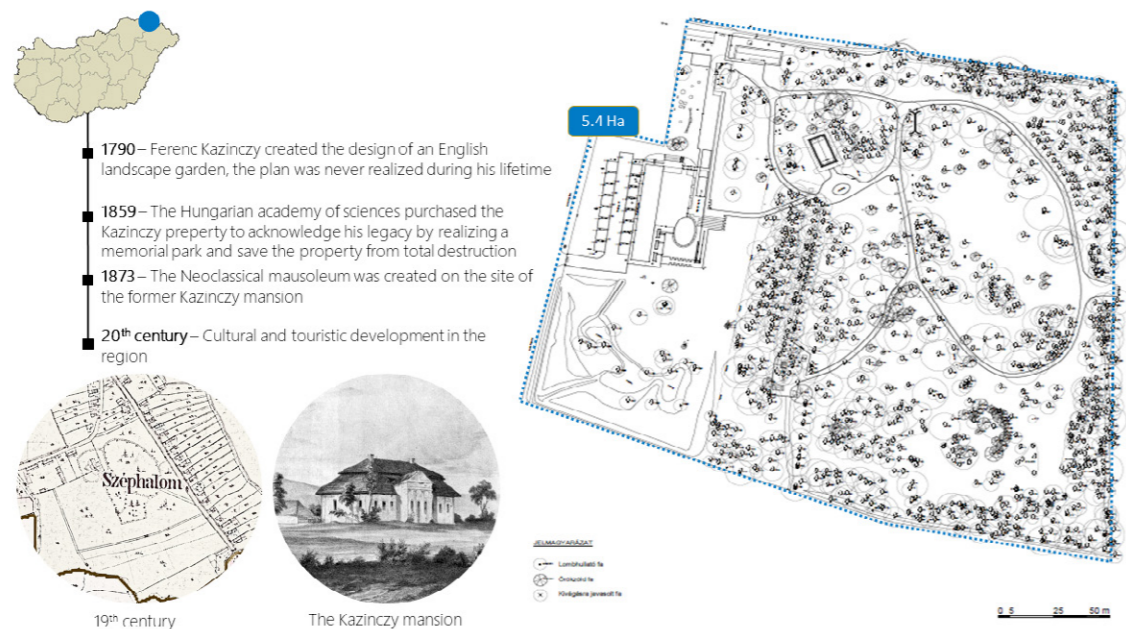 1790 – Ferenc Kazinczy created the design of an English
landscape garden, the plan was never realized during his lifetime
1859 – The Hungarian academy of sciences purchased the
Kazinczy preperty to acknowledge his legacy by realizing a
memorial park and save the property from total destruction
1873 – The Neoclassical mausoleum was created on the site of
the former Kazinczy mansion
20th century – Cultural and touristic development in the
region
Széphalom
19th century
The Kazinczy mansion
5.4 Ha
JELMAGYARÁZAT
Lombhullató fa
Örökzöld fa
Kivágásra javasolt fa
0 5 25 50 m